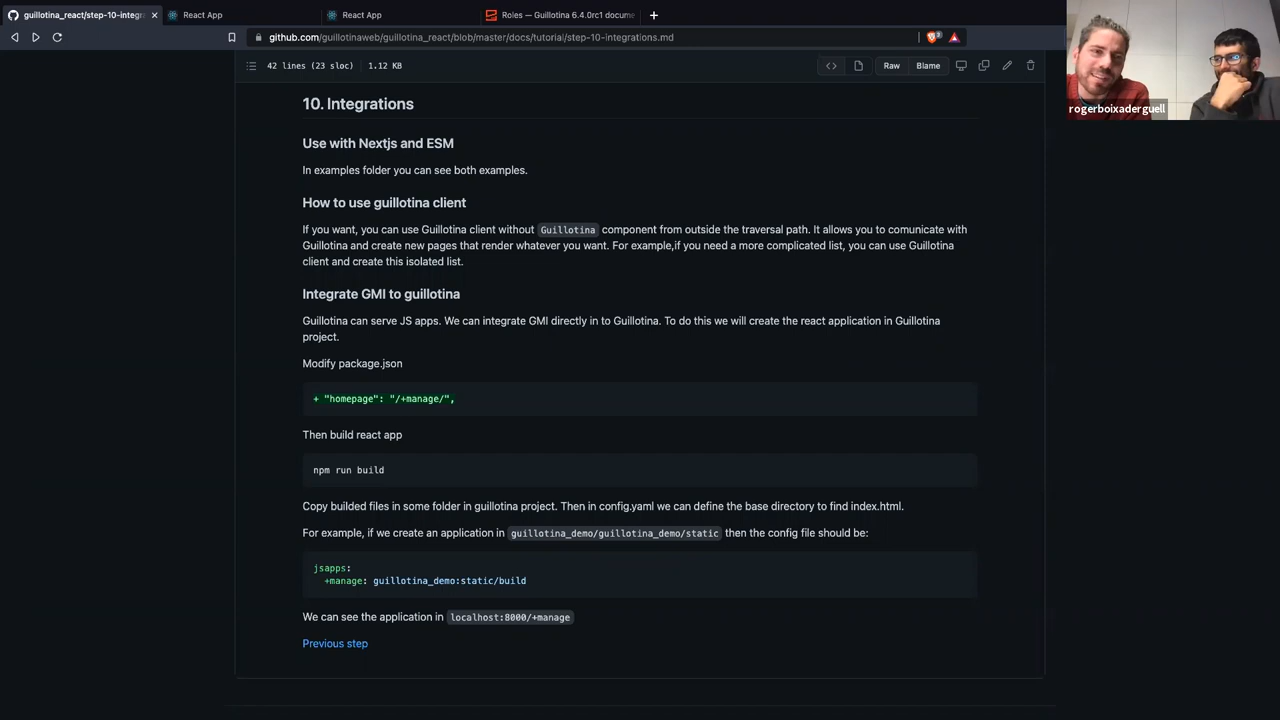 guillotina_react/step-10-integra
React App
React App
Roles — Guillotina 6.4.0rc1 docume
github.com/guillotinaweb/guillotina_react/blob/master/docs/tutorial/step-10-integrations.md
42 lines (23 sloc) 1.12 KB
Raw Blame
rogerboixaderguell
10. Integrations
Use with Nextjs and ESM
In examples folder you can see both examples.
How to use guillotina client
If you want, you can use Guillotina client without Guillotina component from outside the traversal path. It allows you to comunicate with
Guillotina and create new pages that render whatever you want. For example,if you need a more complicated list, you can use Guillotina
client and create this isolated list.
Integrate GMI to guillotina
Guillotina can serve JS apps. We can integrate GMI directly in to Guillotina. To do this we will create the react application in Guillotina
project.
Modify package.json
+ "homepage": "/+manage/",
Then build react app
npm run build
Copy builded files in some folder in guillotina project. Then in config.yaml we can define the base directory to find index.html.
For example, if we create an application in guillotina_demo/guillotina_demo/static then the config file should be:
jsapps:
+manage: guillotina_demo:static/build
We can see the application in localhost:8000/+manage
Previous step